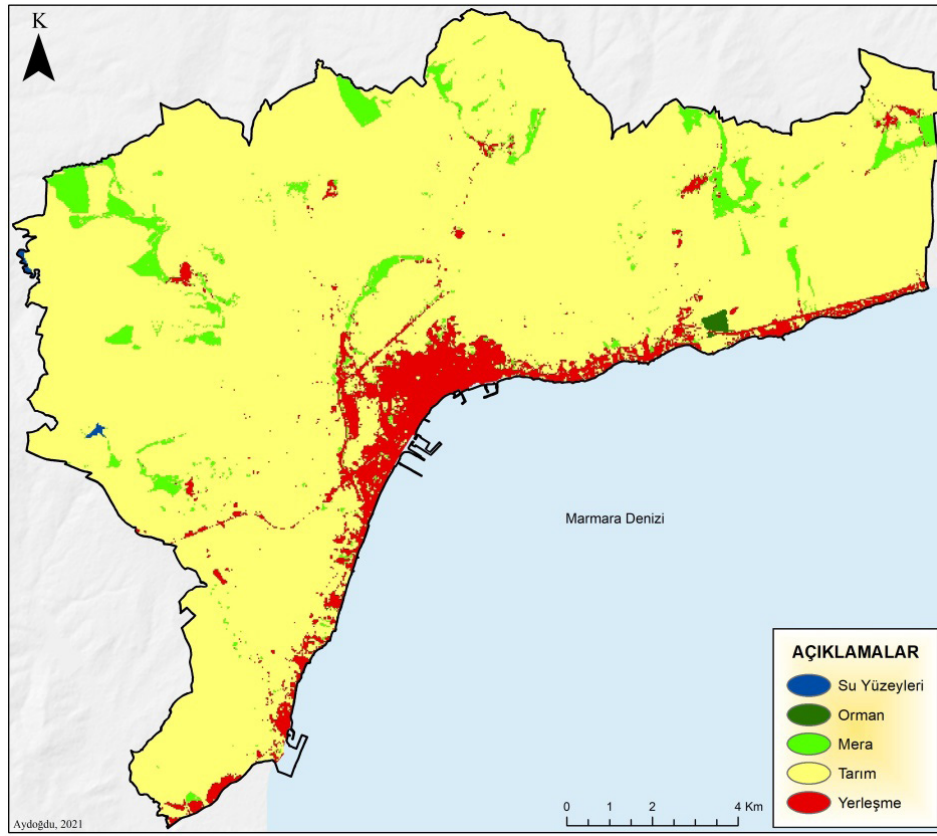 K
Marmara Denizi
AÇIKLAMALAR
Su Yüzeyleri
Orman
Mera
Tarım
Yerleşme
0 1 2 4 Km
Aydoğdu, 2021